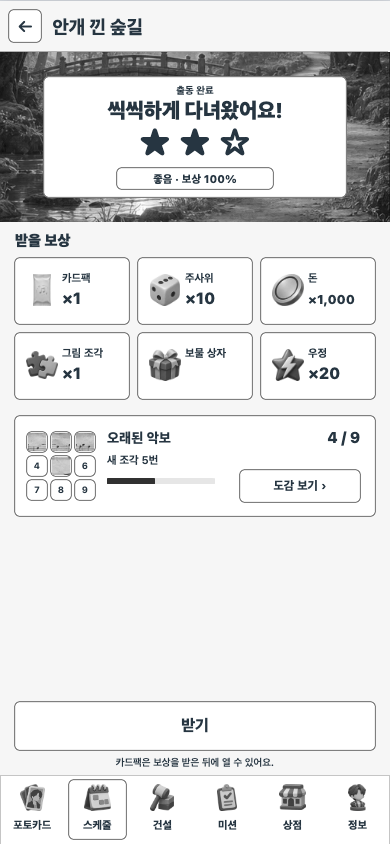 안개 낀 숲길
출동 완료
씩씩하게 다녀왔어요!
좋음 · 보상 100%
받을 보상
카드팩
×1
주사위
×10
돈
×1,000
그림 조각
×1
보물 상자
우정
×20
오래된 악보
4 / 9
새 조각 5번
4
6
7
8
9
도감 보기 ›
받기
카드팩은 보상을 받은 뒤에 열 수 있어요.
포토카드
스케줄
건설
미션
상점
정보